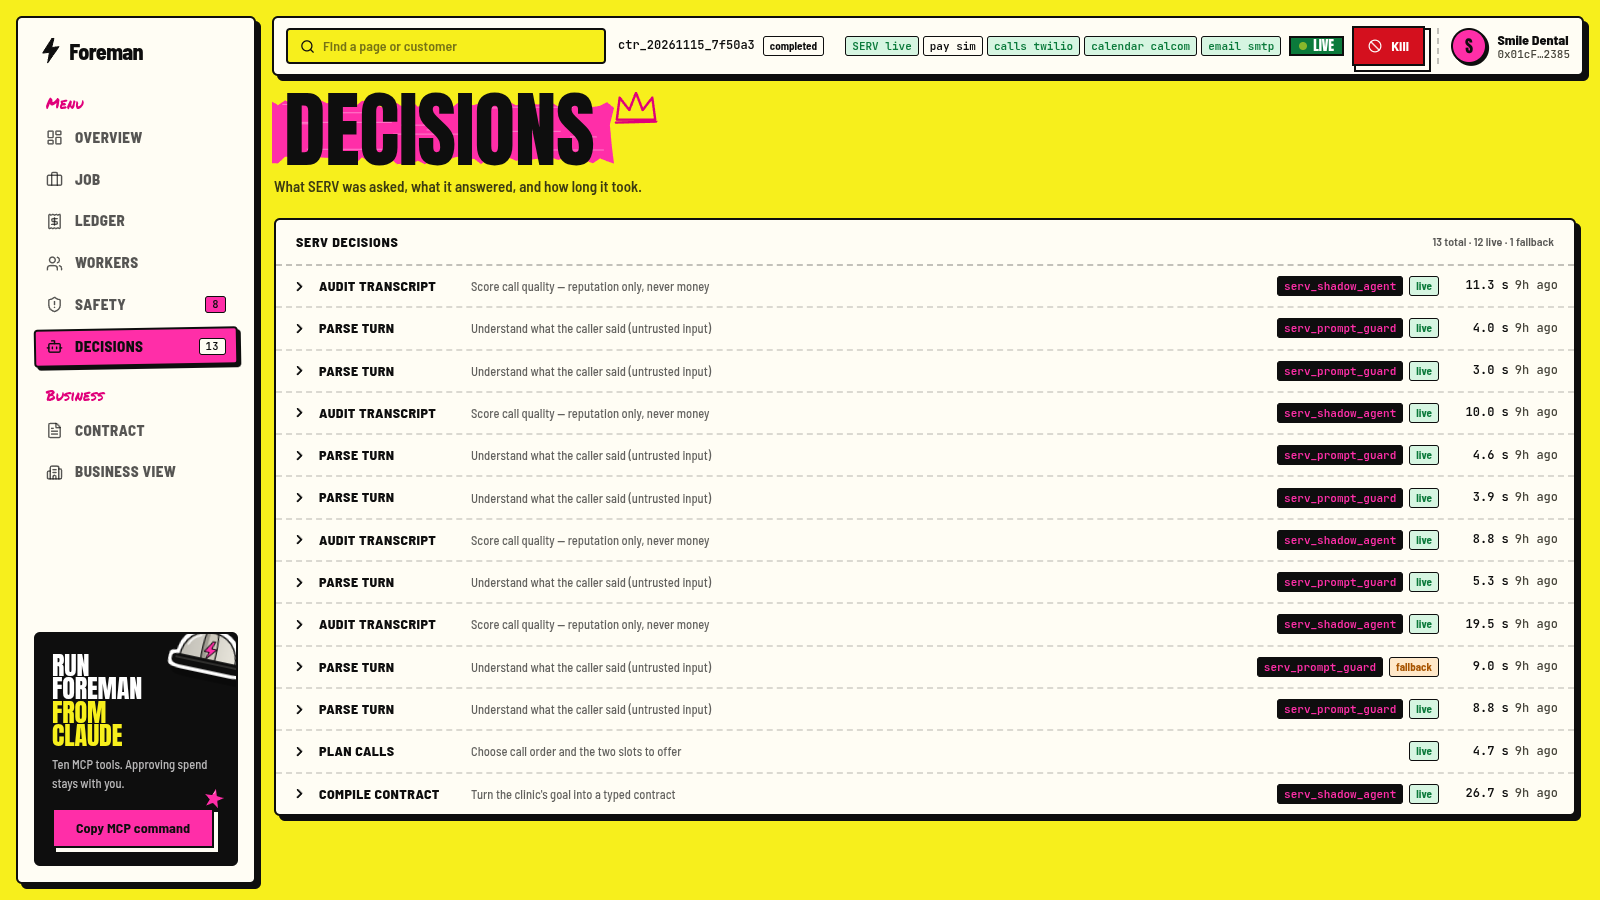 Foreman
Menu
OVERVIEW
JOB
LEDGER
WORKERS
SAFETY 8
DECISIONS 13
Business
CONTRACT
BUSINESS VIEW
RUN
FOREMAN
FROM
CLAUDE
Ten MCP tools. Approving spend
stays with you.
Copy MCP command
Find a page or customer
ctr_20261115_7f50a3 completed SERV live pay sim calls twilio calendar calcom email smtp LIVE Kill S Smile Dental
0x01cF…2385
DECISIONS
What SERV was asked, what it answered, and how long it took.
SERV DECISIONS 13 total · 12 live · 1 fallback
AUDIT TRANSCRIPT Score call quality — reputation only, never money serv_shadow_agent live 11.3 s 9h ago
PARSE TURN Understand what the caller said (untrusted input) serv_prompt_guard live 4.0 s 9h ago
PARSE TURN Understand what the caller said (untrusted input) serv_prompt_guard live 3.0 s 9h ago
AUDIT TRANSCRIPT Score call quality — reputation only, never money serv_shadow_agent live 10.0 s 9h ago
PARSE TURN Understand what the caller said (untrusted input) serv_prompt_guard live 4.6 s 9h ago
PARSE TURN Understand what the caller said (untrusted input) serv_prompt_guard live 3.9 s 9h ago
AUDIT TRANSCRIPT Score call quality — reputation only, never money serv_shadow_agent live 8.8 s 9h ago
PARSE TURN Understand what the caller said (untrusted input) serv_prompt_guard live 5.3 s 9h ago
AUDIT TRANSCRIPT Score call quality — reputation only, never money serv_shadow_agent live 19.5 s 9h ago
PARSE TURN Understand what the caller said (untrusted input) serv_prompt_guard fallback 9.0 s 9h ago
PARSE TURN Understand what the caller said (untrusted input) serv_prompt_guard live 8.8 s 9h ago
PLAN CALLS Choose call order and the two slots to offer live 4.7 s 9h ago
COMPILE CONTRACT Turn the clinic's goal into a typed contract serv_shadow_agent live 26.7 s 9h ago